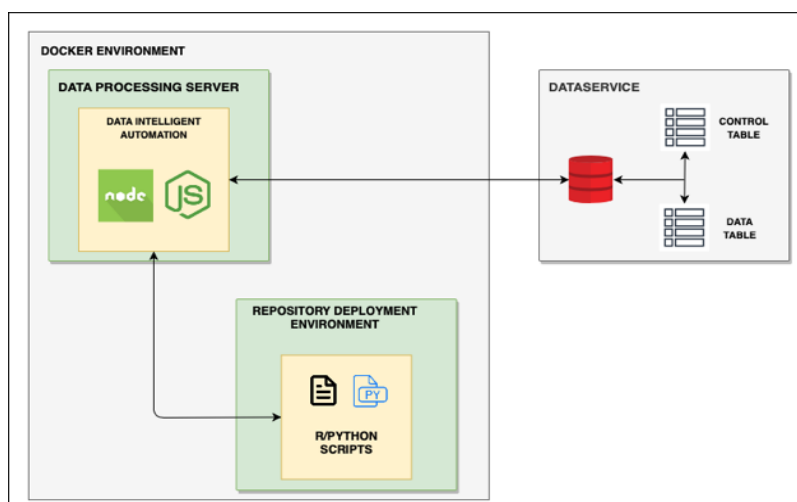 DOCKER ENVIRONMENT
DATA PROCESSING SERVER
DATA INTELLIGENT
AUTOMATION
node
JS
DATASERVICE
CONTROL
TABLE
DATA
TABLE
REPOSITORY DEPLOYMENT
ENVIRONMENT
PY
R/PYTHON
SCRIPTS